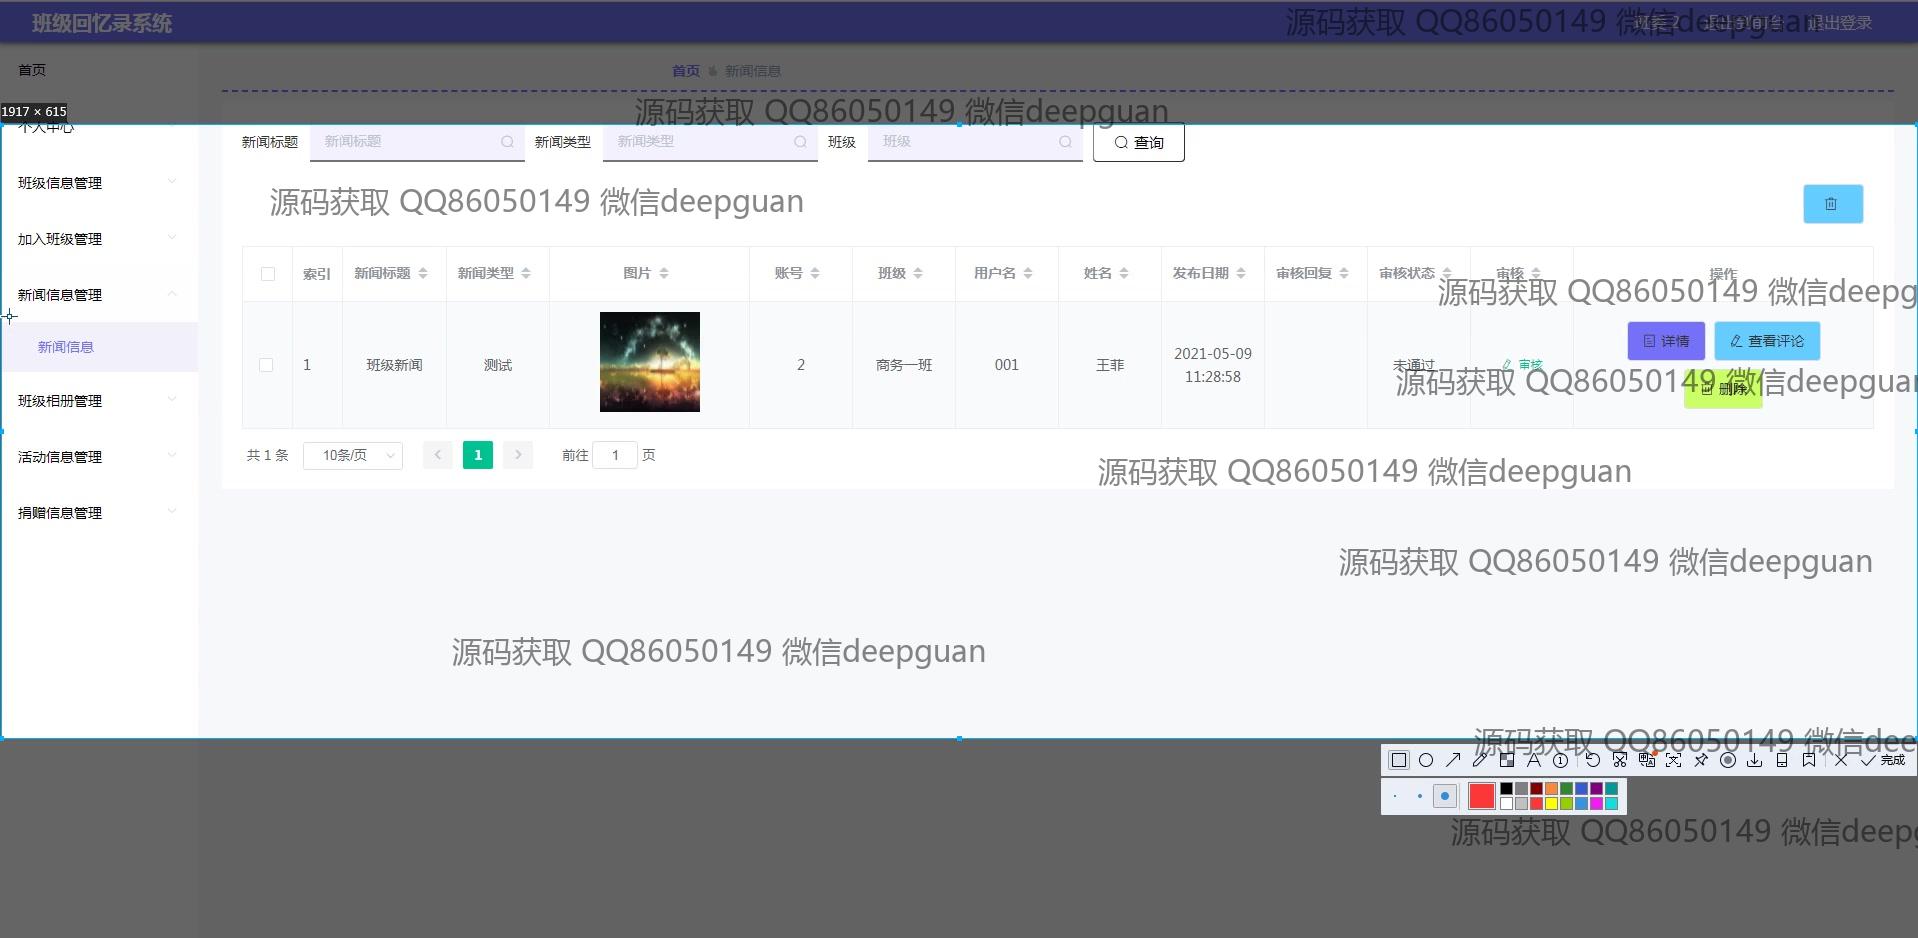 班级回忆录系统
源码获取 QQ86050149 微信deepguan
班委 2 退出到前台 退出登录
首页
首页 新闻信息
1917 × 615
源码获取 QQ86050149 微信deepguan
个人中心
新闻标题 新闻标题 新闻类型 新闻类型 班级 班级 查询
班级信息管理
源码获取 QQ86050149 微信deepguan
加入班级管理
索引 新闻标题 新闻类型 图片 账号 班级 用户名 姓名 发布日期 审核回复 审核状态 审核 操作
新闻信息管理
源码获取 QQ86050149 微信deepg
新闻信息
详情 查看评论
1 班级新闻 测试 2 商务一班 001 王菲 2021-05-09 11:28:58 未通过 审核
源码获取 QQ86050149 微信deepguan
删除
班级相册管理
共 1 条 10条/页 1 前往 1 页
活动信息管理
源码获取 QQ86050149 微信deepguan
捐赠信息管理
源码获取 QQ86050149 微信deepguan
源码获取 QQ86050149 微信deepguan
源码获取 QQ86050149 微信dee
完成
源码获取 QQ86050149 微信deepg